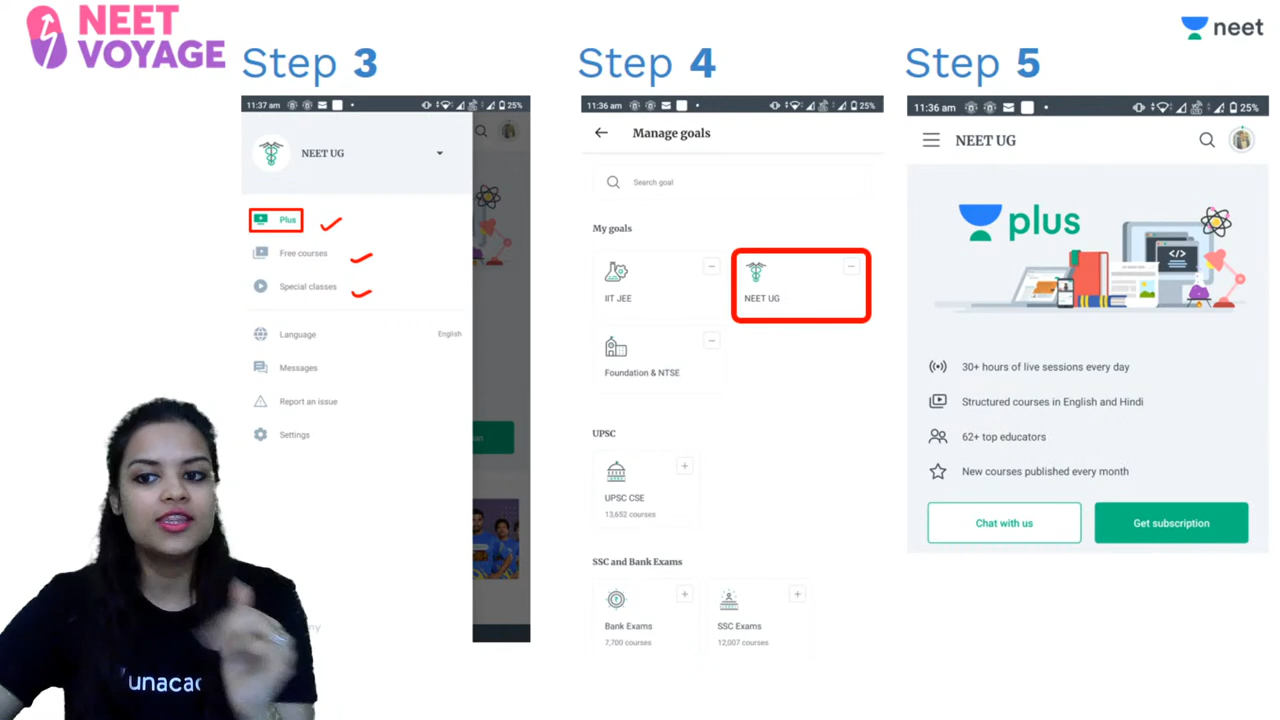 NEET
VOYAGE
neet
Step 3
11:37 am
25%
NEET UG
Plus
Free courses
Special classes
Language
English
Messages
Report an issue
Settings
Step 4
11:36 am
25%
Manage goals
Search goal
My goals
IIT JEE
NEET UG
Foundation & NTSE
UPSC
UPSC CSE
13,652 courses
SSC and Bank Exams
Bank Exams
7,700 courses
SSC Exams
12,007 courses
Step 5
11:36 am
25%
NEET UG
plus
30+ hours of live sessions every day
Structured courses in English and Hindi
62+ top educators
New courses published every month
Chat with us
Get subscription
unacac